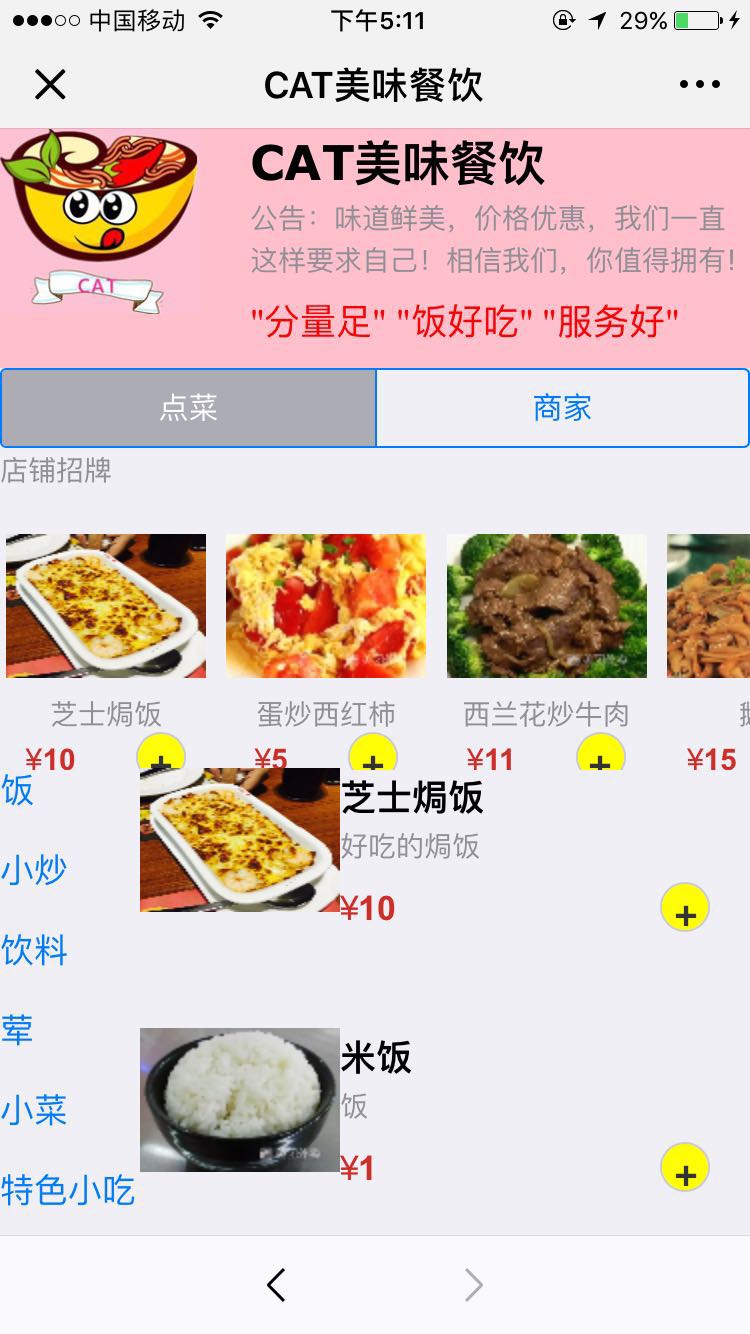 中国移动 下午5:11 29%
CAT美味餐饮
CAT
CAT美味餐饮
公告：味道鲜美，价格优惠，我们一直
这样要求自己！相信我们，你值得拥有！
"分量足" "饭好吃" "服务好"
点菜 商家
店铺招牌
芝士焗饭 蛋炒西红柿 西兰花炒牛肉
¥10 + ¥5 + ¥11 + ¥15
饭
小炒
饮料
荤
小菜
特色小吃
芝士焗饭
好吃的焗饭
¥10 +
米饭
饭
¥1 +